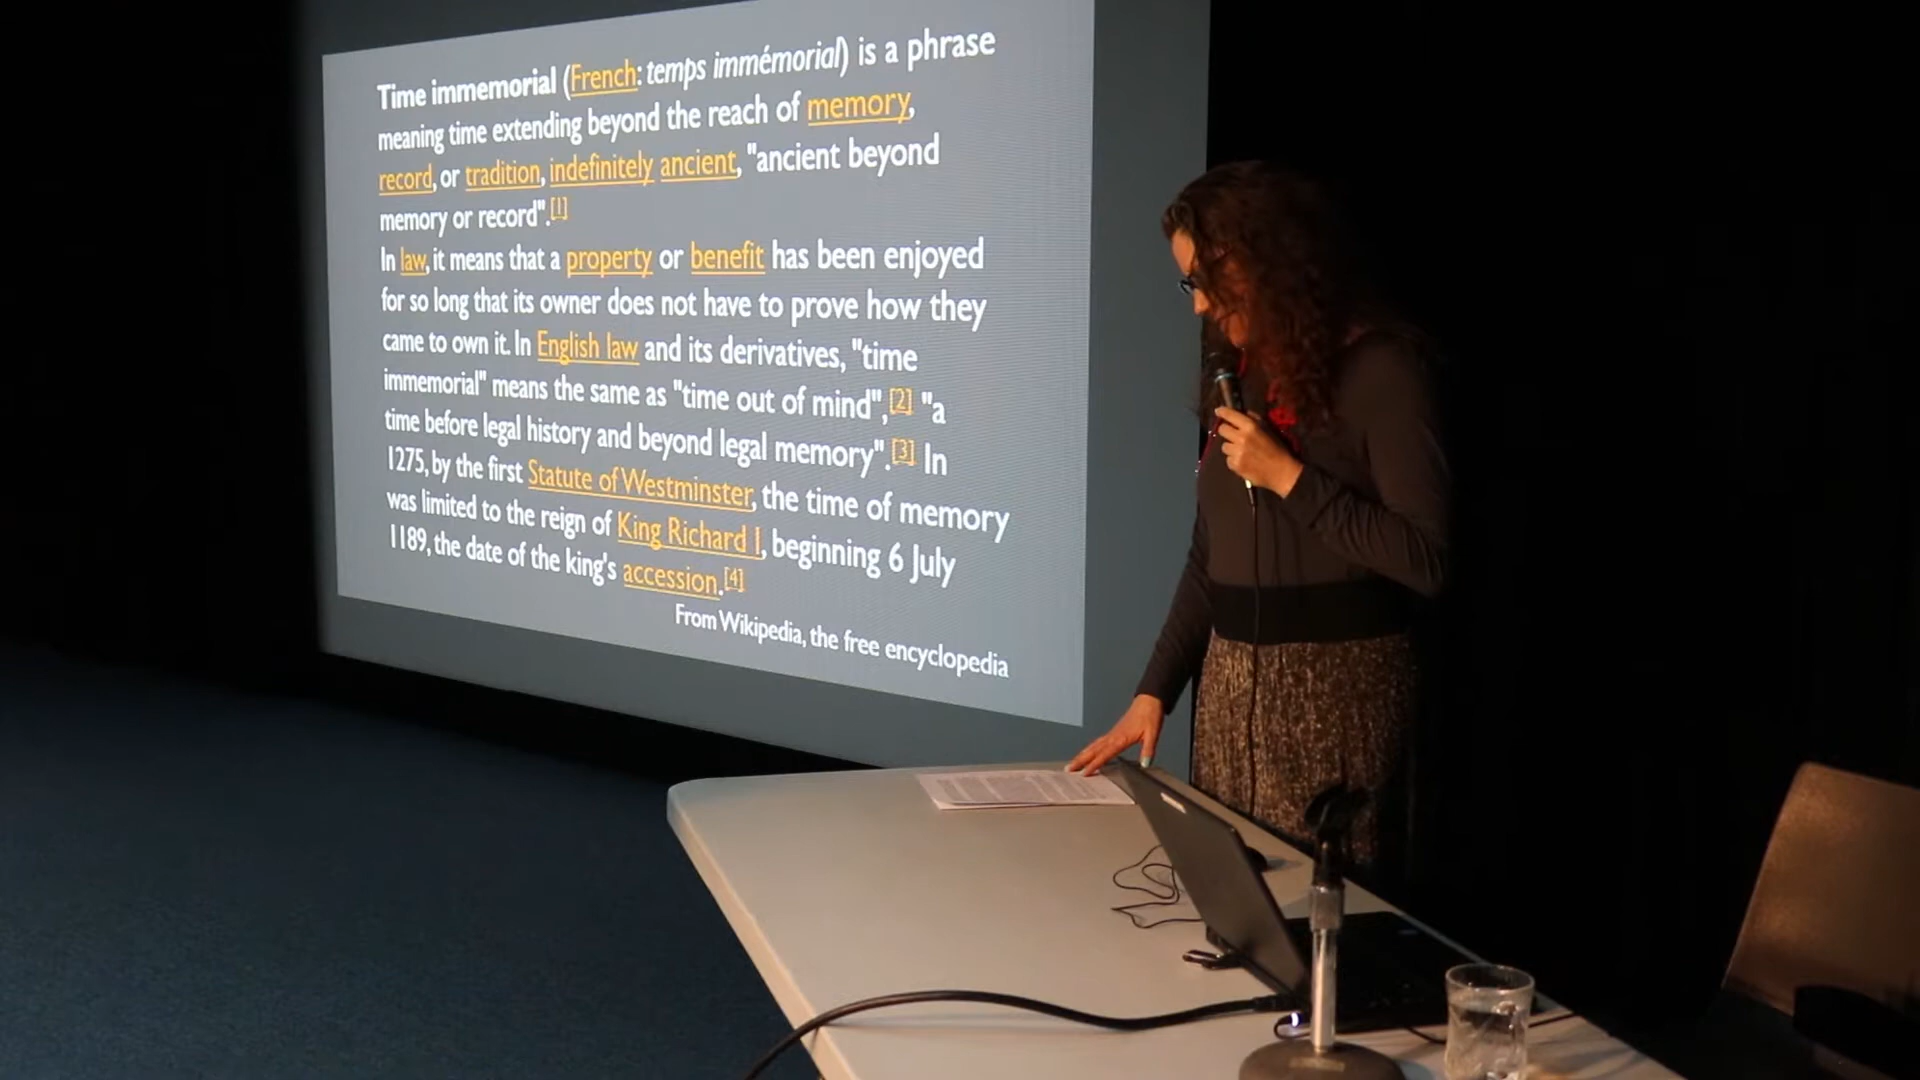 Time immemorial (French: temps immémorial) is a phrase
meaning time extending beyond the reach of memory,
record, or tradition, indefinitely ancient, "ancient beyond
memory or record".[1]
In law, it means that a property or benefit has been enjoyed
for so long that its owner does not have to prove how they
came to own it. In English law and its derivatives, "time
immemorial" means the same as "time out of mind",[2] "a
time before legal history and beyond legal memory".[3] In
1275, by the first Statute of Westminster, the time of memory
was limited to the reign of King Richard I, beginning 6 July
1189, the date of the king's accession.[4]
From Wikipedia, the free encyclopedia